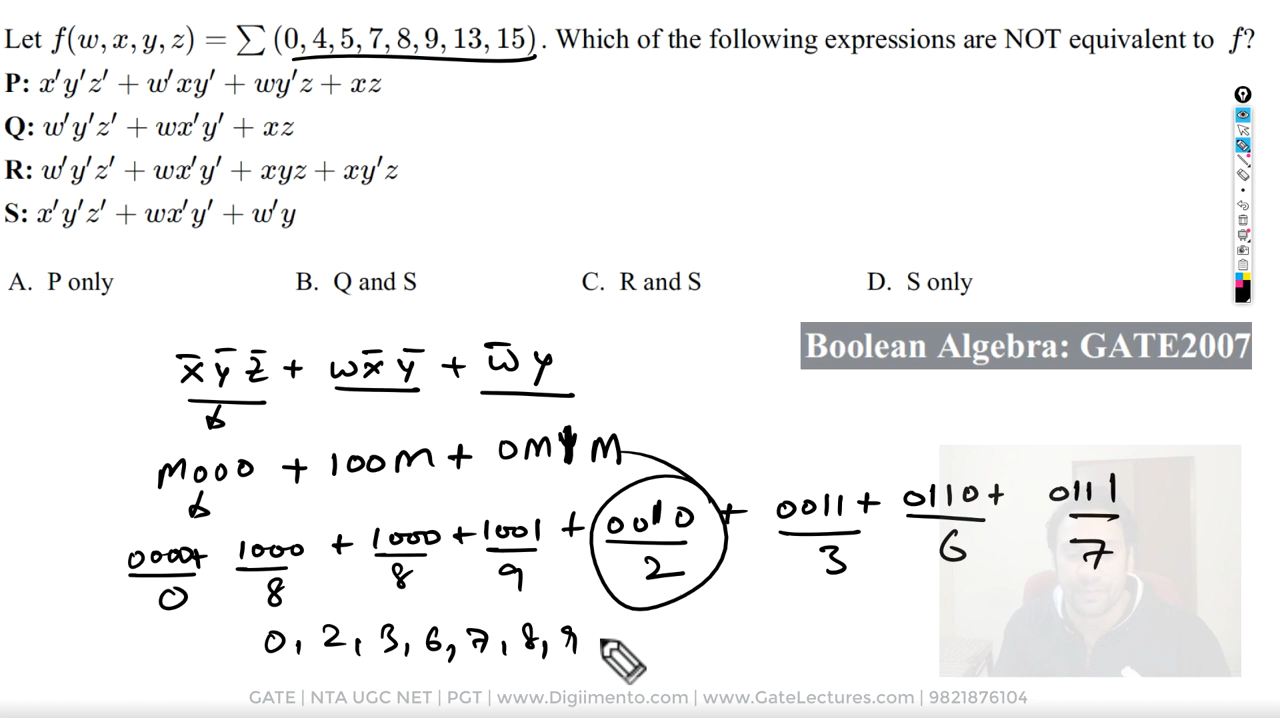 Let f(w, x, y, z) = ∑ (0, 4, 5, 7, 8, 9, 13, 15). Which of the following expressions are NOT equivalent to f?
P: x′y′z′ + w′xy′ + wy′z + xz
Q: w′y′z′ + wx′y′ + xz
R: w′y′z′ + wx′y′ + xyz + xy′z
S: x′y′z′ + wx′y′ + w′y
A. P only B. Q and S C. R and S D. S only
Boolean Algebra: GATE2007
x̅ y̅ z̅ + w x̅ y̅ + w̅ y
M000 + 100M + 0M1M
0000+ 1000 + 1000 + 1001 + 0010 + 0011 + 0110 + 0111
0 8 8 9 2 3 6 7
0, 2, 3, 6, 7, 8, 9
GATE | NTA UGC NET | PGT | www.Digiimento.com | www.GateLectures.com | 9821876104